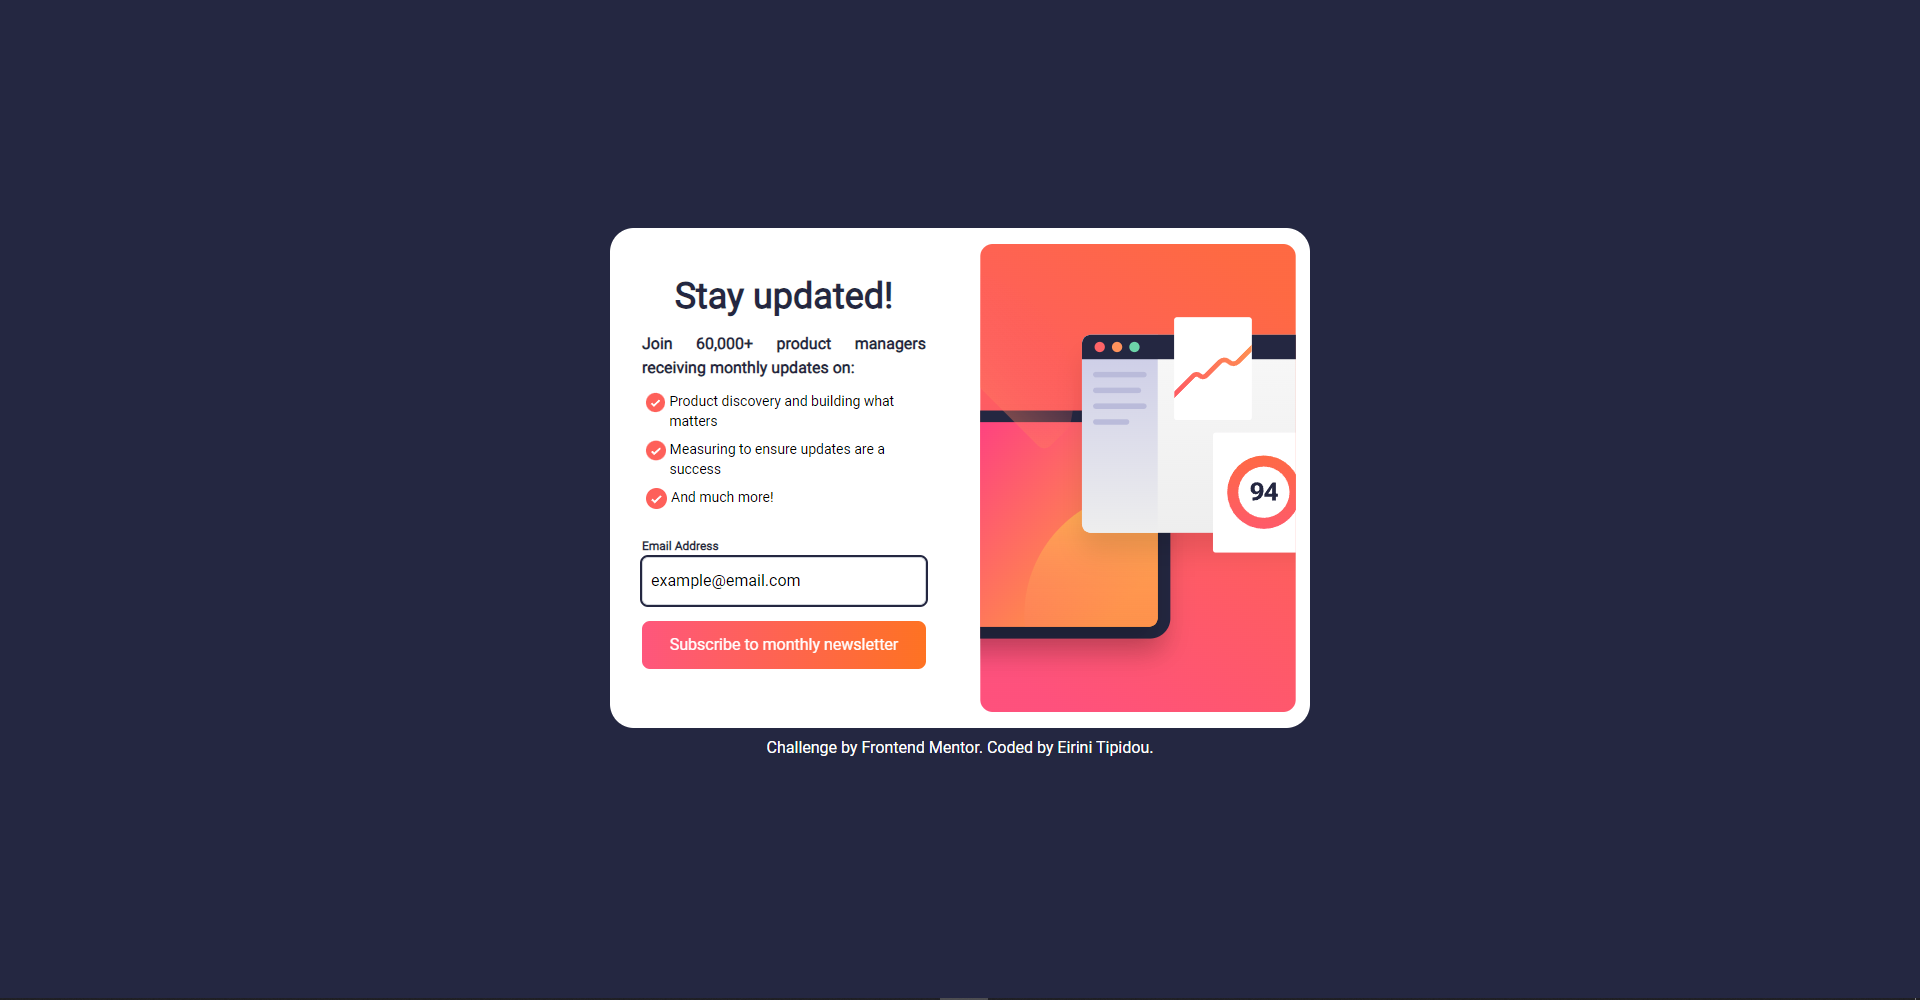 Stay updated!
Join 60,000+ product managers
receiving monthly updates on:
Product discovery and building what
matters
Measuring to ensure updates are a
success
And much more!
Email Address
example@email.com
Subscribe to monthly newsletter
94
Challenge by Frontend Mentor. Coded by Eirini Tipidou.